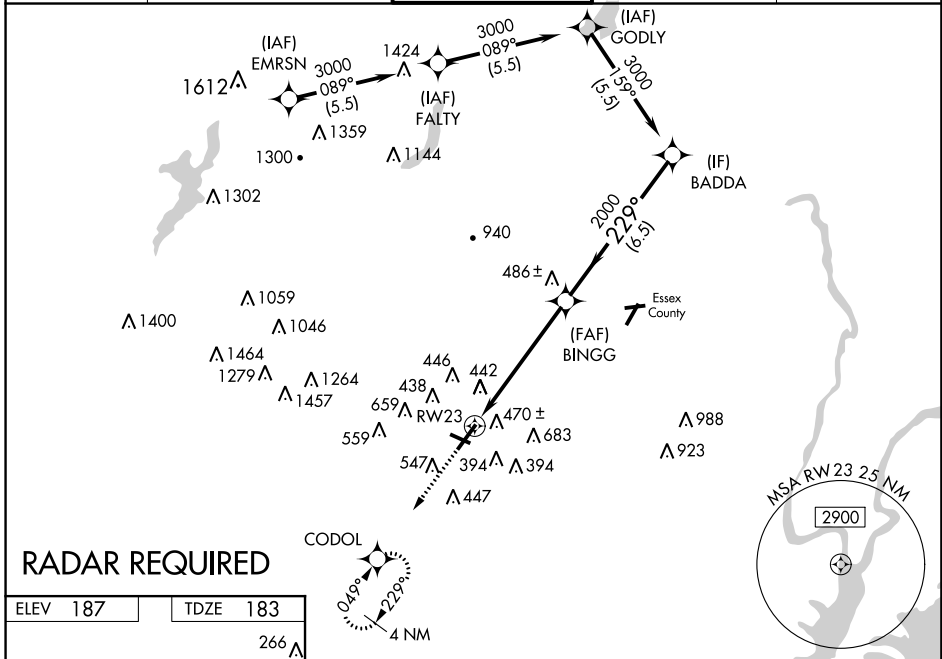 (IAF)
GODLY
3000
089°
(5.5)
(IAF)
EMRSN
3000
089°
(5.5)
1424
(IAF)
FALTY
3000
159°
(5.5)
1612
1359
1300
1144
1302
(IF)
BADDA
2000
229°
(6.5)
940
486 ±
Essex
County
(FAF)
BINGG
1059
1400
1046
1464
1279
1264
1457
446
442
438
659
RW23
470 ±
559
683
988
923
547
394
394
447
MSA RW 23 25 NM
2900
CODOL
RADAR REQUIRED
049°
229°
4 NM
ELEV 187
TDZE 183
266